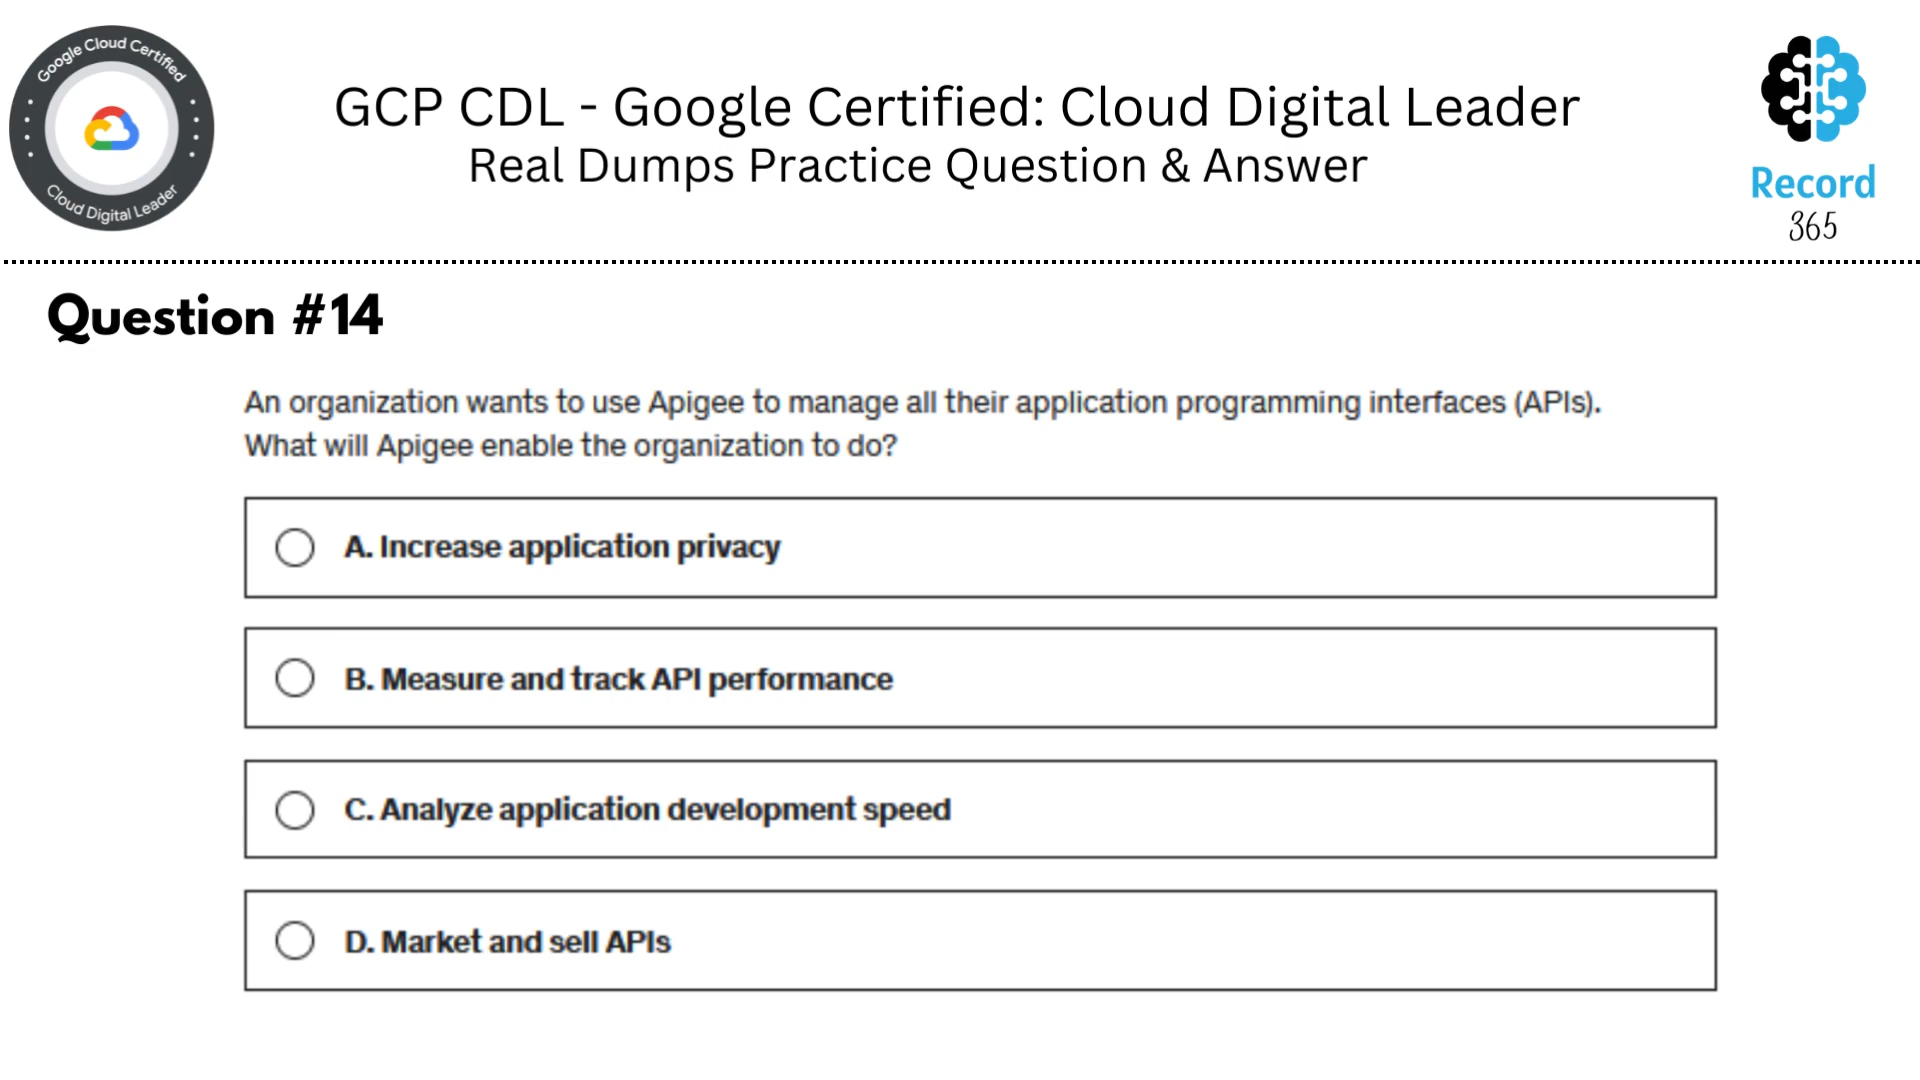 Google Cloud Certified
Cloud Digital Leader
GCP CDL - Google Certified: Cloud Digital Leader
Real Dumps Practice Question & Answer
Record
365
Question #14
An organization wants to use Apigee to manage all their application programming interfaces (APIs).
What will Apigee enable the organization to do?
A. Increase application privacy
B. Measure and track API performance
C. Analyze application development speed
D. Market and sell APIs